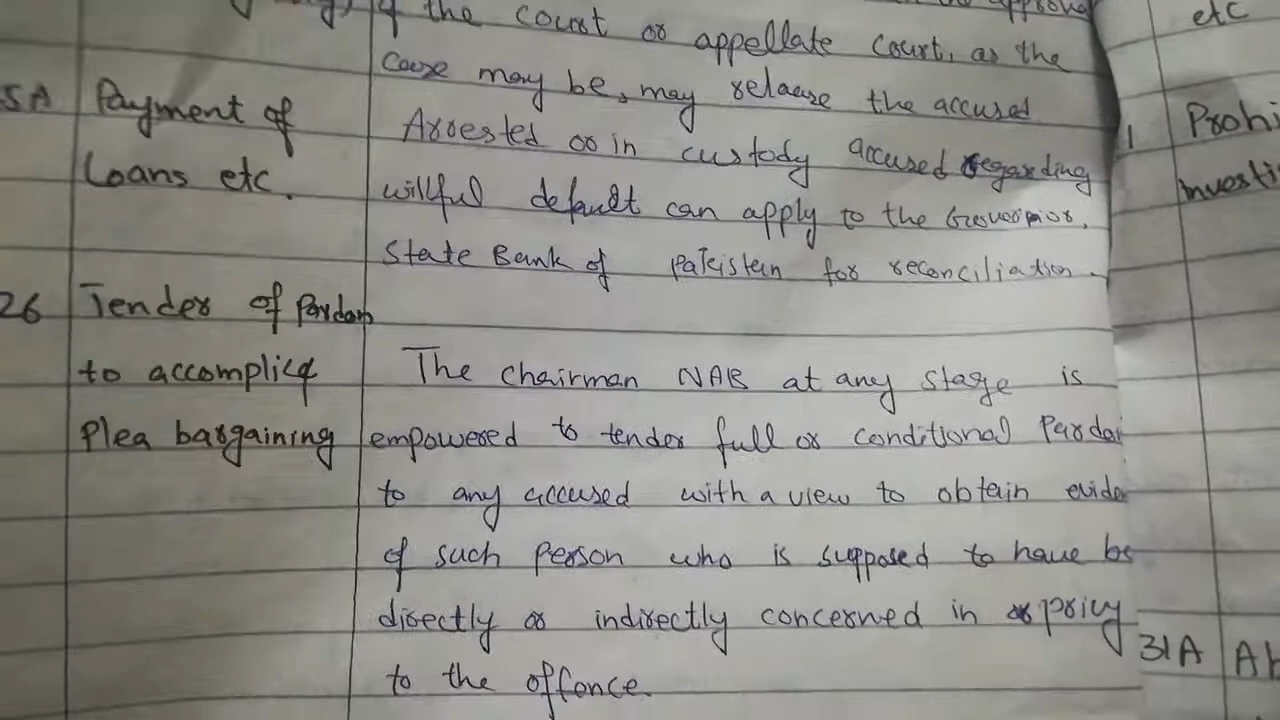 the court or appellate court, as the
case may be, may relaese the accused
5A Payment of Loans etc.
Arrested or in custody accused regarding
willful default can apply to the Governor,
State Bank of Pakistan for reconciliation.
26 Tender of Pardon
to accomplice
Plea bargaining
The chairman NAB at any stage is
empowered to tender full or conditional Pardon
to any accused with a view to obtain evide
of such person who is supposed to have be
directly or indirectly concerned in or privy
to the offence.
etc
1 Prohi
investi
31A Ab